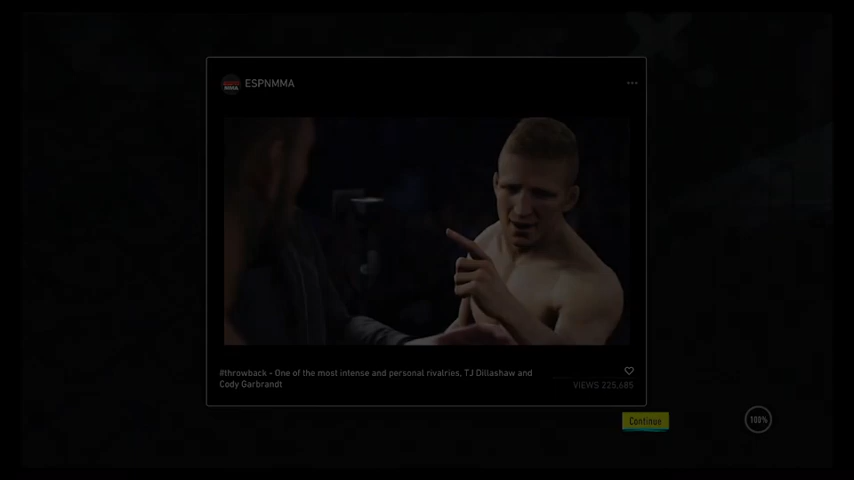 MMA
ESPNMMA
#throwback - One of the most intense and personal rivalries, TJ Dillashaw and
Cody Garbrandt
VIEWS 225,685
Continue
100%